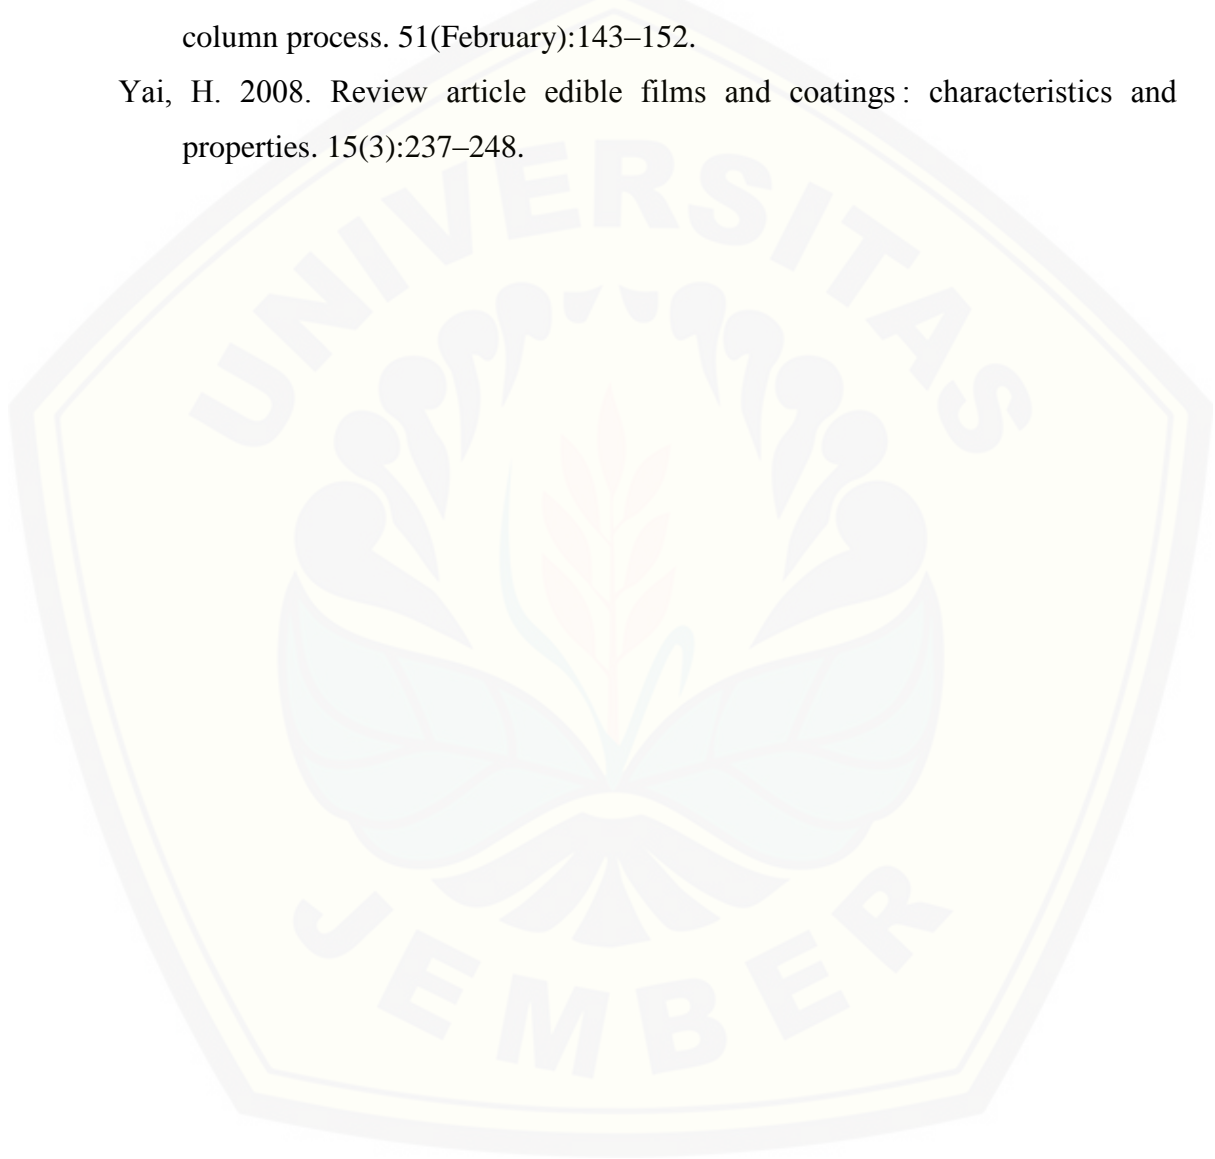 column process. 51(February):143–152.
Yai, H. 2008. Review article edible films and coatings : characteristics and
properties. 15(3):237–248.
UNIVERSITAS
JEMBER